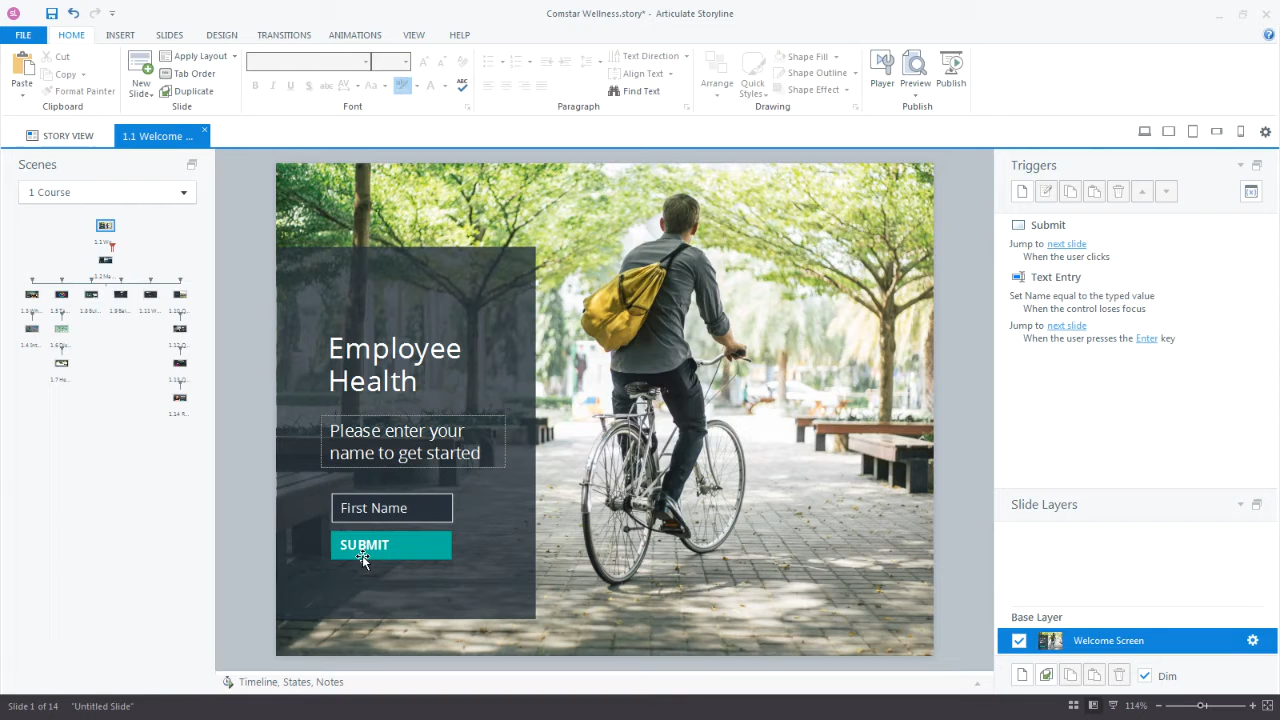 SL
Comstar Wellness.story* - Articulate Storyline
FILE
HOME
INSERT
SLIDES
DESIGN
TRANSITIONS
ANIMATIONS
VIEW
HELP
Paste
Cut
Copy
Format Painter
Clipboard
New Slide
Apply Layout
Tab Order
Duplicate
Slide
B I U S abc AV Aa A
ABC
Font
Text Direction
Align Text
Find Text
Paragraph
Arrange
Quick Styles
Shape Fill
Shape Outline
Shape Effect
Drawing
Player
Preview
Publish
Publish
STORY VIEW
1.1 Welcome ...
Scenes
1 Course
Employee
Health
Please enter your
name to get started
First Name
SUBMIT
Triggers
Submit
Jump to next slide
When the user clicks
Text Entry
Set Name equal to the typed value
When the control loses focus
Jump to next slide
When the user presses the Enter key
Slide Layers
Base Layer
Welcome Screen
Dim
Timeline, States, Notes
Slide 1 of 14
"Untitled Slide"
114%